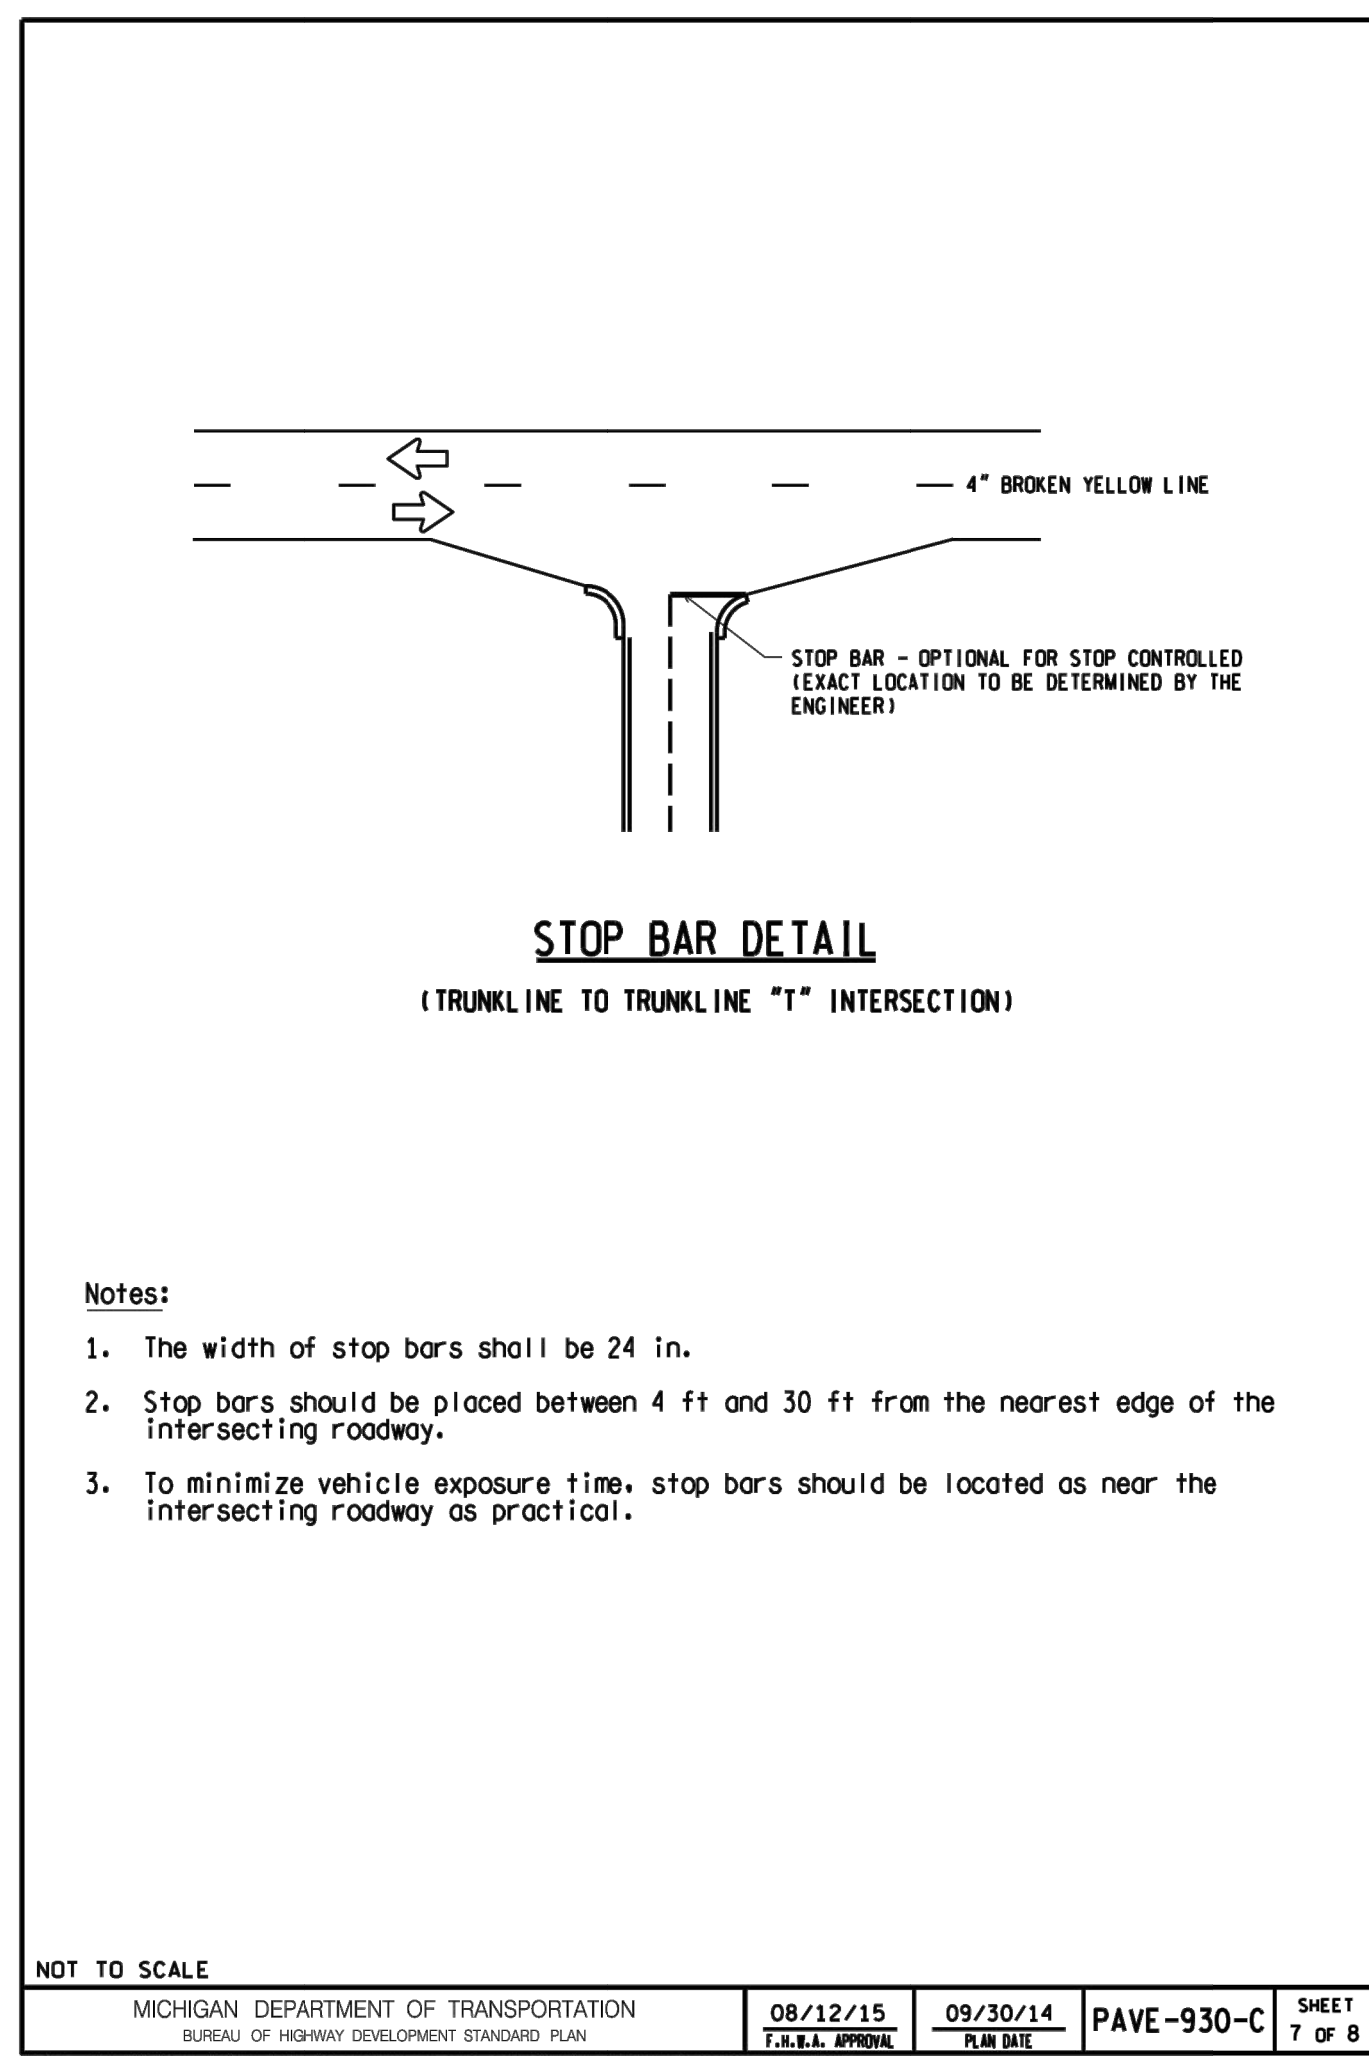 4" BROKEN YELLOW LINE
STOP BAR - OPTIONAL FOR STOP CONTROLLED
(EXACT LOCATION TO BE DETERMINED BY THE
ENGINEER)
STOP BAR DETAIL
(TRUNKLINE TO TRUNKLINE "T" INTERSECTION)
Notes:
1. The width of stop bars shall be 24 in.
2. Stop bars should be placed between 4 ft and 30 ft from the nearest edge of the
intersecting roadway.
3. To minimize vehicle exposure time, stop bars should be located as near the
intersecting roadway as practical.
NOT TO SCALE
MICHIGAN DEPARTMENT OF TRANSPORTATION
BUREAU OF HIGHWAY DEVELOPMENT STANDARD PLAN
08/12/15
F.H.W.A. APPROVAL
09/30/14
PLAN DATE
PAVE-930-C
SHEET
7 OF 8